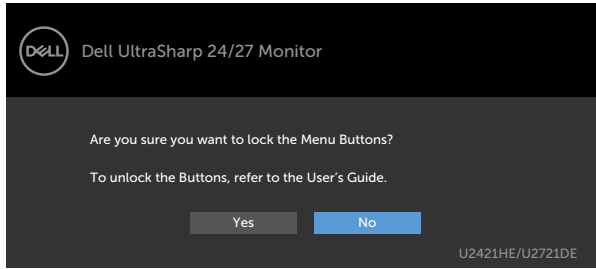 DELL
Dell UltraSharp 24/27 Monitor
Are you sure you want to lock the Menu Buttons?
To unlock the Buttons, refer to the User's Guide.
Yes
No
U2421HE/U2721DE